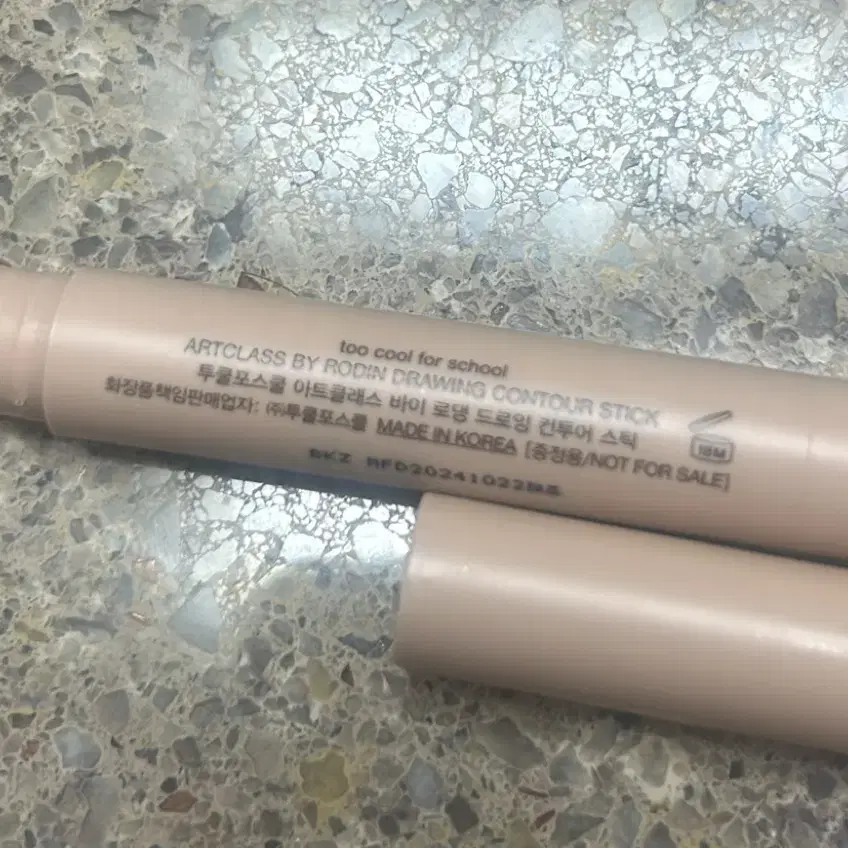 too cool for school
ARTCLASS BY RODIN DRAWING CONTOUR STICK
투쿨포스쿨 아트클래스 바이 로댕 드로잉 컨투어 스틱
화장품책임판매업자: ㈜투쿨포스쿨 MADE IN KOREA [증정용/NOT FOR SALE]
18M
20241022